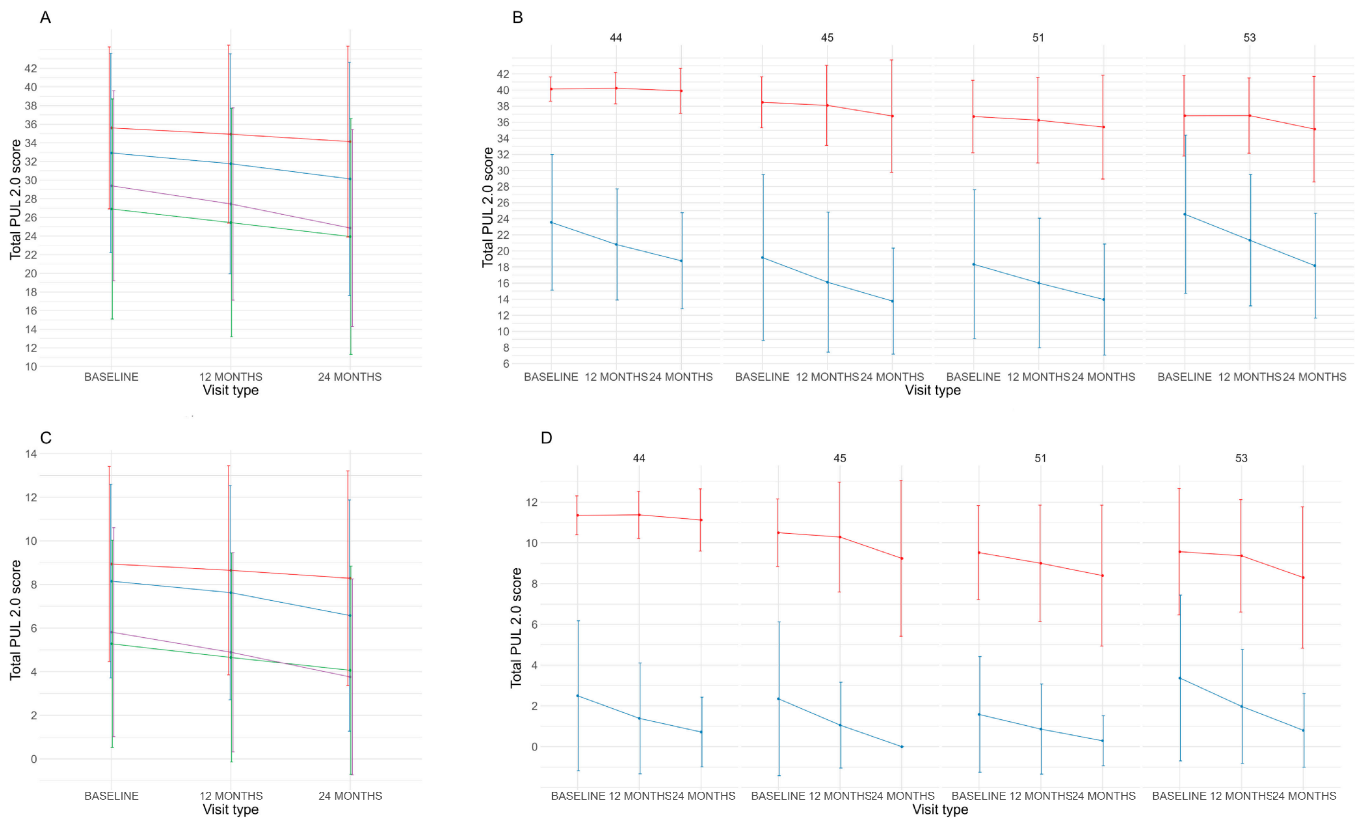 A
Total PUL 2.0 score
42
40
38
36
34
32
30
28
26
24
22
20
18
16
14
12
10
BASELINE 12 MONTHS 24 MONTHS
Visit type
B
44 45 51 53
Total PUL 2.0 score
42
40
38
36
34
32
30
28
26
24
22
20
18
16
14
12
10
8
6
BASELINE 12 MONTHS 24 MONTHS BASELINE 12 MONTHS 24 MONTHS BASELINE 12 MONTHS 24 MONTHS BASELINE 12 MONTHS 24 MONTHS
Visit type
C
Total PUL 2.0 score
14
12
10
8
6
4
2
0
BASELINE 12 MONTHS 24 MONTHS
Visit type
D
44 45 51 53
Total PUL 2.0 score
12
10
8
6
4
2
0
BASELINE 12 MONTHS 24 MONTHS BASELINE 12 MONTHS 24 MONTHS BASELINE 12 MONTHS 24 MONTHS BASELINE 12 MONTHS 24 MONTHS
Visit type